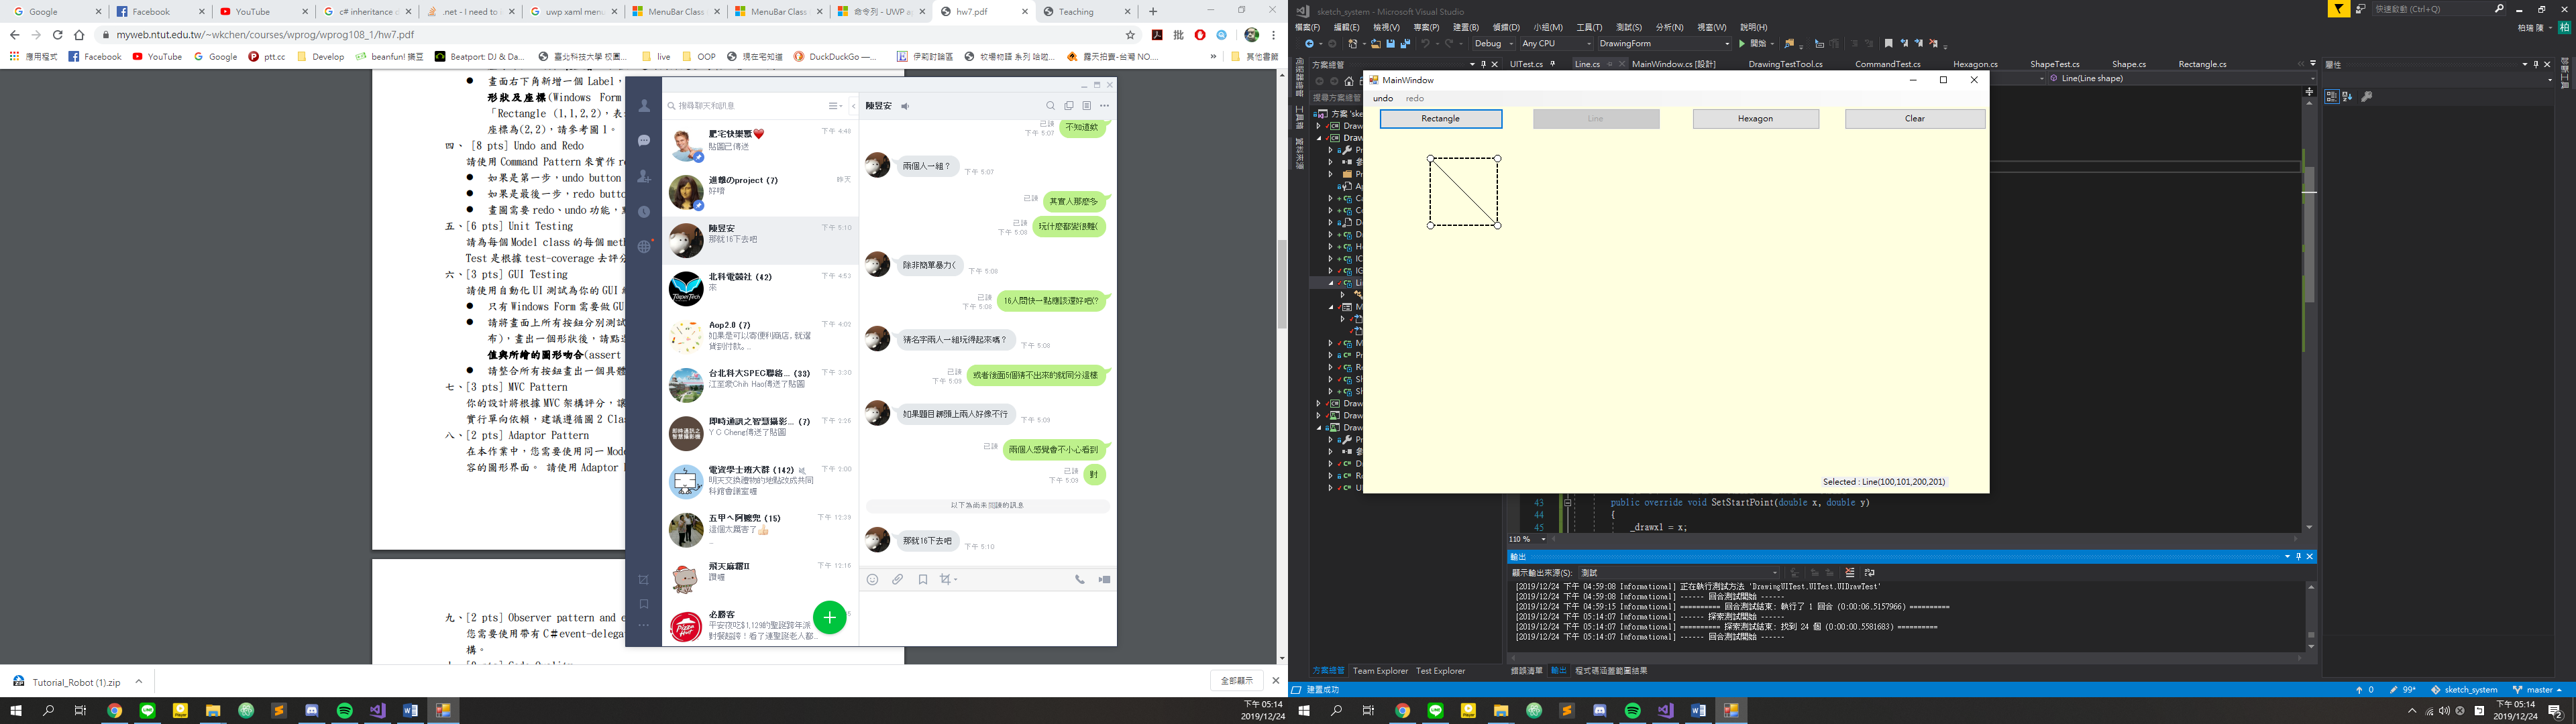 Google
Facebook
YouTube
c# inheritance d
.net - I need to
uwp xaml menu
MenuBar Class
MenuBar Class
命令列 - UWP a
hw7.pdf
Teaching
myweb.ntut.edu.tw/~wkchen/courses/wprog/wprog108_1/hw7.pdf
應用程式
Facebook
YouTube
Google
ptt.cc
Develop
beanfun! 樂豆
Beatport: DJ & Da...
臺北科技大學 校園...
live
OOP
現在宅知道
DuckDuckGo —...
伊莉討論區
牧場物語 系列 哈啦...
露天拍賣-台灣 NO....
其他書籤
畫面右下角新增一個 Label,
形狀及座標(Windows Form
「Rectangle (1,1,2,2),表
座標為(2,2),請參考圖 1。
四、 [8 pts] Undo and Redo
請使用 Command Pattern 來實作 re
如果是第一步,undo button
如果是最後一步,redo butto
畫圖需要 redo、undo 功能,
五、[6 pts] Unit Testing
請為每個 Model class 的每個 meth
Test 是根據 test-coverage 去評分
六、[3 pts] GUI Testing
請使用自動化 UI 測試為你的 GUI
只有 Windows Form 需要做 GU
請將畫面上所有按鈕分別測試
布),畫出一個形狀後,請點
值與所繪的圖形吻合(assert
請整合所有按鈕畫出一個具體
七、[3 pts] MVC Pattern
你的設計將根據 MVC 架構評分,讓
實行單向依賴,建議遵循圖 2 Clas
八、[2 pts] Adaptor Pattern
在本作業中,您需要使用同一 Mode
容的圖形界面。 請使用 Adaptor
九、[2 pts] Observer pattern and e
您需要使用帶有 C#event-delega
構。
Tutorial_Robot (1).zip
全部顯示
搜尋聊天和訊息
肥宅快樂豹
下午 4:48
貼圖已傳送
進離のproject (7)
昨天
好唷
陳昱安
下午 5:10
那就16下去吧
北科電競社 (42)
下午 4:53
來
Aop2.0 (7)
下午 4:02
如果是可以寄便利商店,就選
貨到付款。...
台北科大SPEC聯絡... (33)
下午 3:30
江至豪Chih Hao傳送了貼圖
即時通訊之智慧攝影... (7)
下午 2:26
Y C Cheng傳送了貼圖
電資學士班大群 (142)
下午 2:00
明天交換禮物的地點改成共同
科館會議室喔
五甲ㄟ阿嬤兜 (15)
下午 12:39
這個太厲害了
飛天麻糬II
下午 12:16
讚喔
必勝客
平安夜吃$1,129的聖誕跨年派
陳昱安
不知道欸
已讀
下午 5:07
兩個人一組?
下午 5:07
已讀
其實人那麼多
已讀
下午 5:08
玩什麼都蠻很難(
除非簡單暴力(
下午 5:08
已讀
下午 5:08
16人問快一點應該還好吧(?
猜名字兩人一組玩得起來嗎?
下午 5:08
已讀
下午 5:09
或者後面5個猜不出來的就同分這樣
如果題目綁頭上兩人好像不行
下午 5:09
已讀
兩個人感覺會不小心看到
已讀
下午 5:09
對
以下為尚未閱讀的訊息
那就16下去吧
下午 5:10
下午 05:14
2019/12/24
sketch_system - Microsoft Visual Studio
快速啟動 (Ctrl+Q)
檔案(F)
編輯(E)
檢視(V)
專案(P)
建置(B)
偵錯(D)
小組(M)
工具(T)
測試(S)
分析(N)
視窗(W)
說明(H)
柏瑞 陳
柏
Debug
Any CPU
DrawingForm
開始
方案總管
UITest.cs
Line.cs
MainWindow.cs [設計]
DrawingTestTool.cs
CommandTest.cs
Hexagon.cs
ShapeTest.cs
Shape.cs
Rectangle.cs
屬性
Line(Line shape)
MainWindow
undo
redo
Rectangle
Line
Hexagon
Clear
Selected : Line(100,101,200,201)
43
public override void SetStartPoint(double x, double y)
44
{
45
_drawx1 = x;
110 %
輸出
顯示輸出來源(S):
測試
[2019/12/24 下午 04:59:08 Informational] 正在執行測試方法 'DrawingUITest.UITest.UIDrawTest'
[2019/12/24 下午 04:59:08 Informational] ------ 回合測試開始 ------
[2019/12/24 下午 04:59:15 Informational] ========== 回合測試結束: 執行了 1 回合 (0:00:06.5157966) ==========
[2019/12/24 下午 05:14:07 Informational] ------ 探索測試開始 ------
[2019/12/24 下午 05:14:07 Informational] ========== 探索測試結束: 找到 24 個 (0:00:00.5581683) ==========
[2019/12/24 下午 05:14:07 Informational] ------ 回合測試開始 ------
方案總管
Team Explorer
Test Explorer
錯誤清單
輸出
程式碼涵蓋範圍結果
建置成功
0
99+
sketch_system
master
下午 05:14
2019/12/24